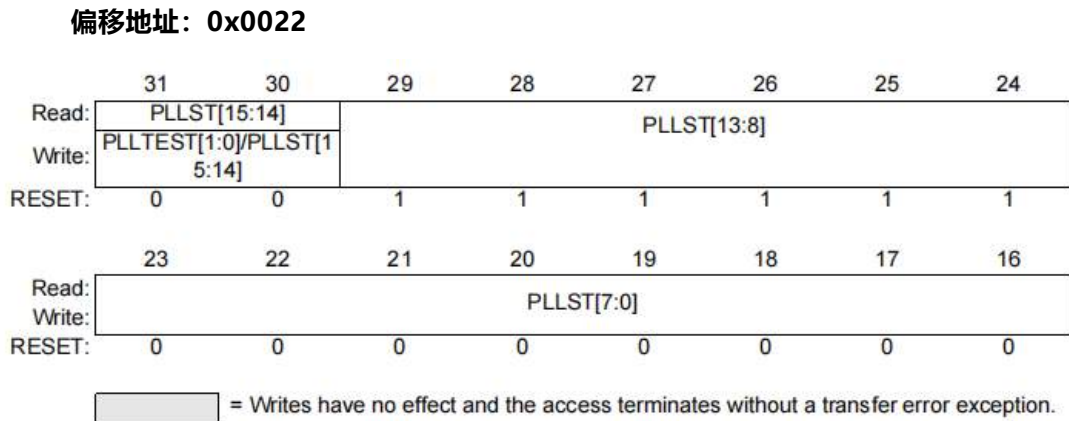 偏移地址：0x0022
31 30 29 28 27 26 25 24
Read: PLLST[15:14] PLLST[13:8]
Write: PLLTEST[1:0]/PLLST[1
5:14]
RESET: 0 0 1 1 1 1 1 1
23 22 21 20 19 18 17 16
Read: PLLST[7:0]
Write:
RESET: 0 0 0 0 0 0 0 0
= Writes have no effect and the access terminates without a transfer error exception.